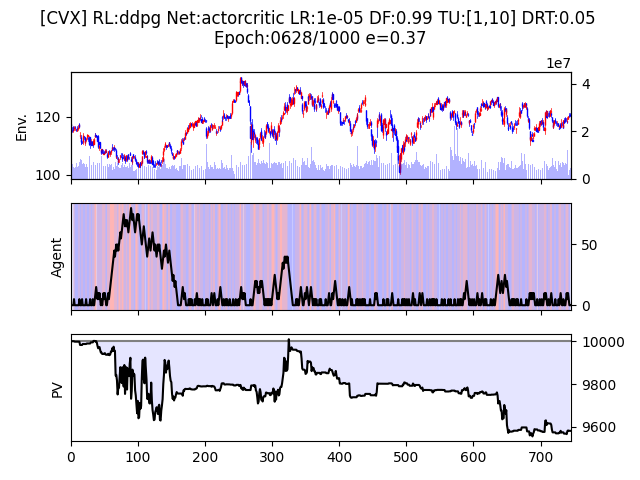 [CVX] RL:ddpg Net:actorcritic LR:1e-05 DF:0.99 TU:[1,10] DRT:0.05
Epoch:0628/1000 e=0.37
1e7
Env.
120
100
4
2
0
Agent
50
0
PV
10000
9800
9600
0 100 200 300 400 500 600 700